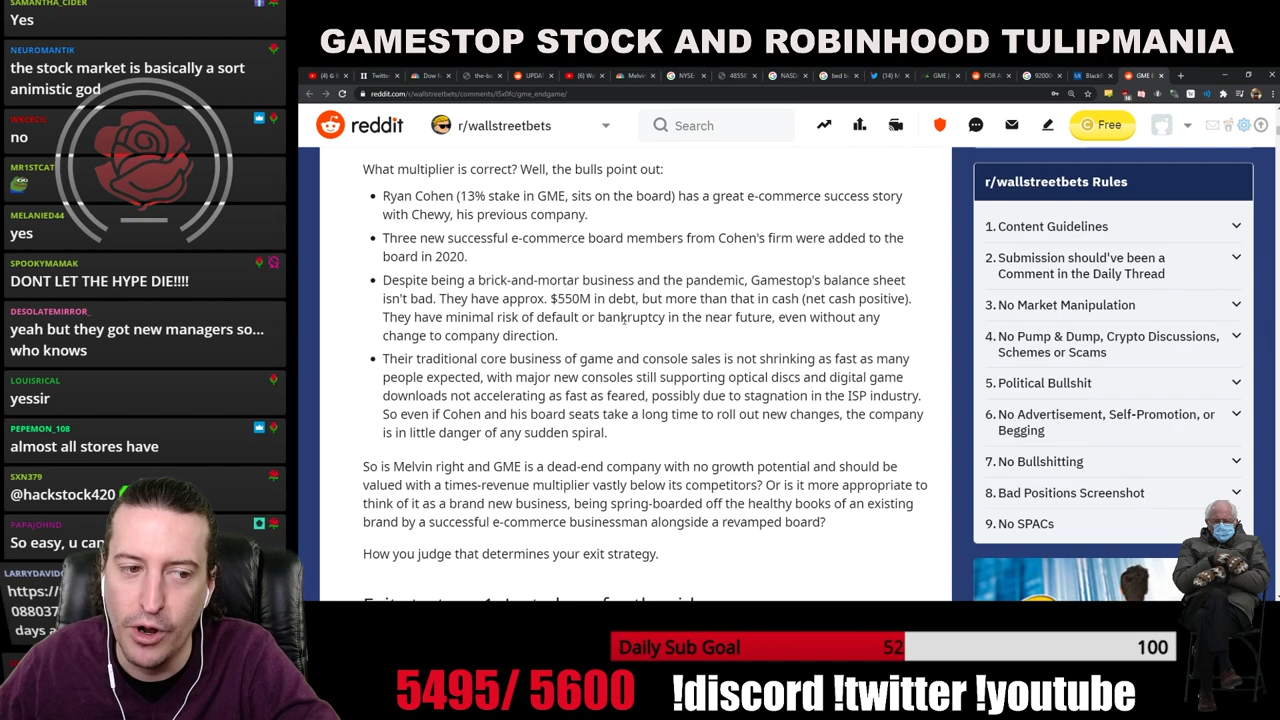 SAMANTHA_CIDER
Yes
NEUROMANTIK
the stock market is basically a sort
animistic god
WKCECIL
no
MR1STCAT
MELANIED44
yes
SPOOKYMAMAK
DONT LET THE HYPE DIE!!!!
DESOLATEMIRROR_
yeah but they got new managers so...
who knows
LOUISRICAL
yessir
PEPEMON_108
almost all stores have
SXN379
@hackstock420
PAPAJOHND
So easy, u can
LARRYDAVID
https:/
08803
days a
GAMESTOP STOCK AND ROBINHOOD TULIPMANIA
reddit.com/r/wallstreetbets/comments/l5x0fc/gme_endgame/
reddit
r/wallstreetbets
Search
Free
What multiplier is correct? Well, the bulls point out:
• Ryan Cohen (13% stake in GME, sits on the board) has a great e-commerce success story
with Chewy, his previous company.
• Three new successful e-commerce board members from Cohen's firm were added to the
board in 2020.
• Despite being a brick-and-mortar business and the pandemic, Gamestop's balance sheet
isn't bad. They have approx. $550M in debt, but more than that in cash (net cash positive).
They have minimal risk of default or bankruptcy in the near future, even without any
change to company direction.
• Their traditional core business of game and console sales is not shrinking as fast as many
people expected, with major new consoles still supporting optical discs and digital game
downloads not accelerating as fast as feared, possibly due to stagnation in the ISP industry.
So even if Cohen and his board seats take a long time to roll out new changes, the company
is in little danger of any sudden spiral.
So is Melvin right and GME is a dead-end company with no growth potential and should be
valued with a times-revenue multiplier vastly below its competitors? Or is it more appropriate to
think of it as a brand new business, being spring-boarded off the healthy books of an existing
brand by a successful e-commerce businessman alongside a revamped board?
How you judge that determines your exit strategy.
r/wallstreetbets Rules
1. Content Guidelines
2. Submission should've been a
Comment in the Daily Thread
3. No Market Manipulation
4. No Pump & Dump, Crypto Discussions,
Schemes or Scams
5. Political Bullshit
6. No Advertisement, Self-Promotion, or
Begging
7. No Bullshitting
8. Bad Positions Screenshot
9. No SPACs
Daily Sub Goal 52 100
5495/ 5600 !discord !twitter !youtube